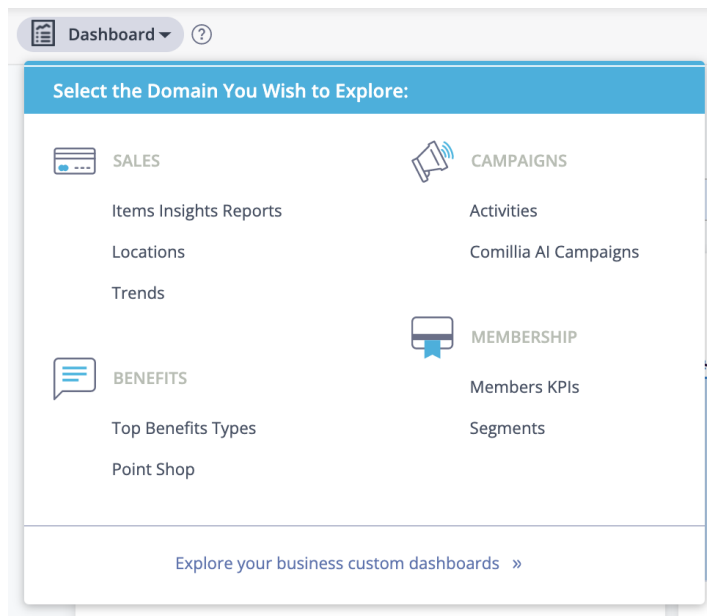 Dashboard
?
Select the Domain You Wish to Explore:
SALES
Items Insights Reports
Locations
Trends
BENEFITS
Top Benefits Types
Point Shop
CAMPAIGNS
Activities
Comillia AI Campaigns
MEMBERSHIP
Members KPIs
Segments
Explore your business custom dashboards »